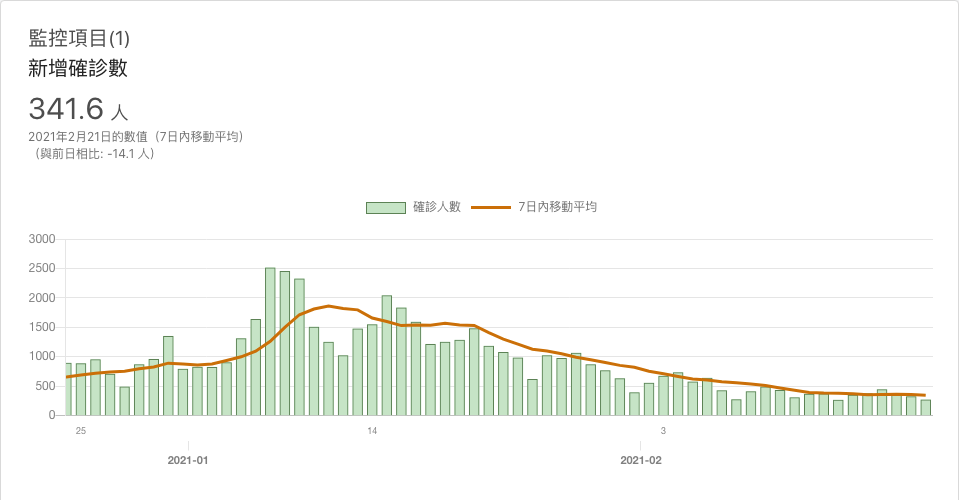 監控項目(1)
新增確診數
341.6 人
2021年2月21日的數值（7日內移動平均）
（與前日相比: -14.1 人）
確診人數 7日內移動平均
3000
2500
2000
1500
1000
500
0
25 14 3
2021-01 2021-02